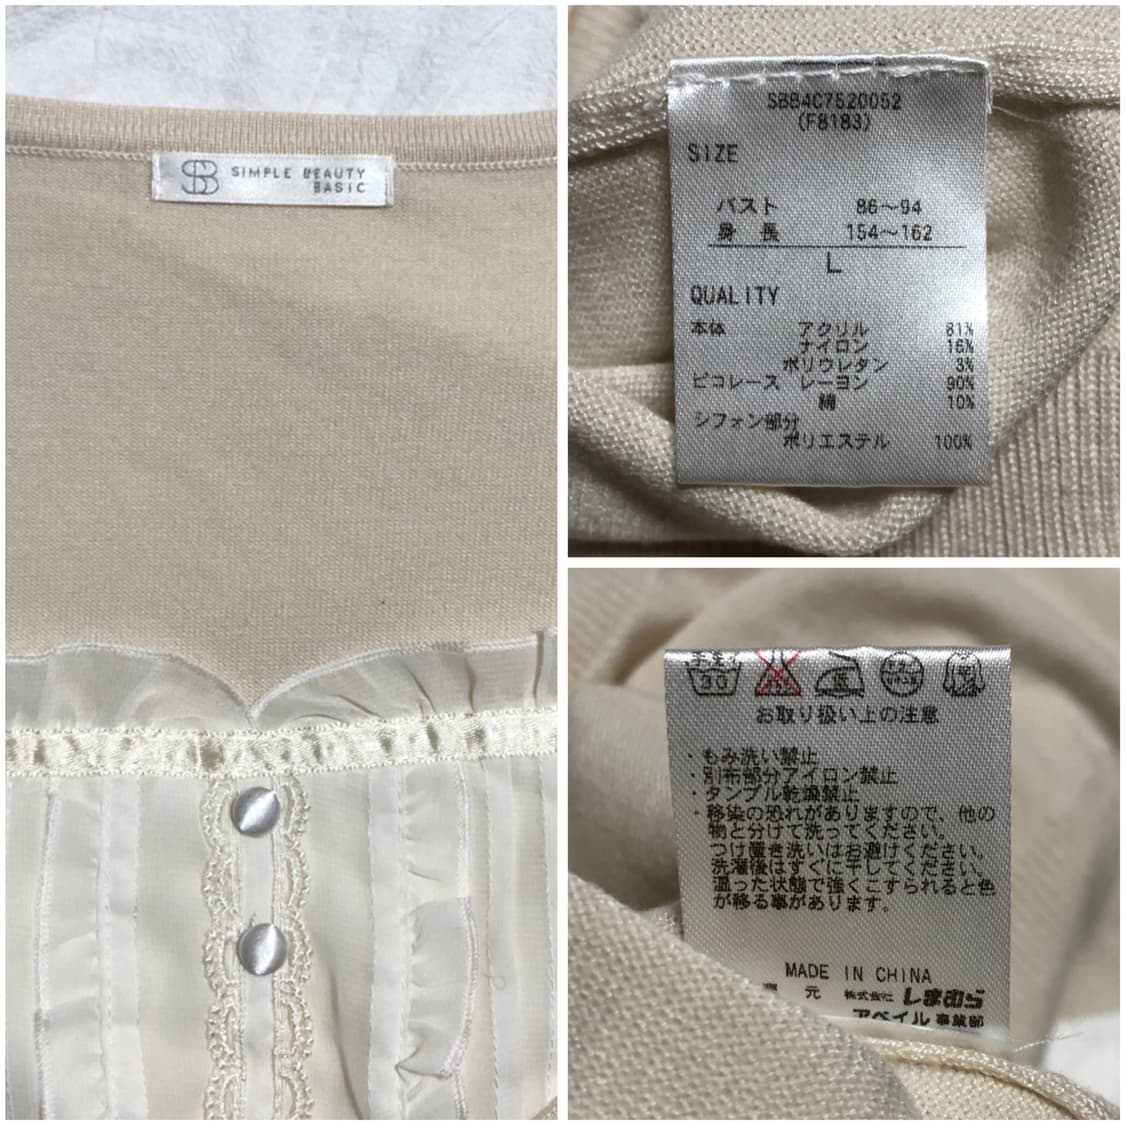 SB SIMPLE BEAUTY
BASIC
SBB4C7520052
(F8183)
SIZE
バスト 86～94
身長 154～162
L
QUALITY
本体 アクリル 81%
ナイロン 16%
ポリウレタン 3%
ピコレース レーヨン 90%
綿 10%
シフォン部分
ポリエステル 100%
30
お取り扱い上の注意
・もみ洗い禁止
・別布部分アイロン禁止
・タンブル乾燥禁止
・移染の恐れがありますので、他の
物と分けて洗ってください。
つけ置き洗いはお避けください。
洗濯後はすぐに干してください。
湿った状態で強くこすられると色
が移る事があります。
MADE IN CHINA
元 株式会社 しまむら
アベイル事業部